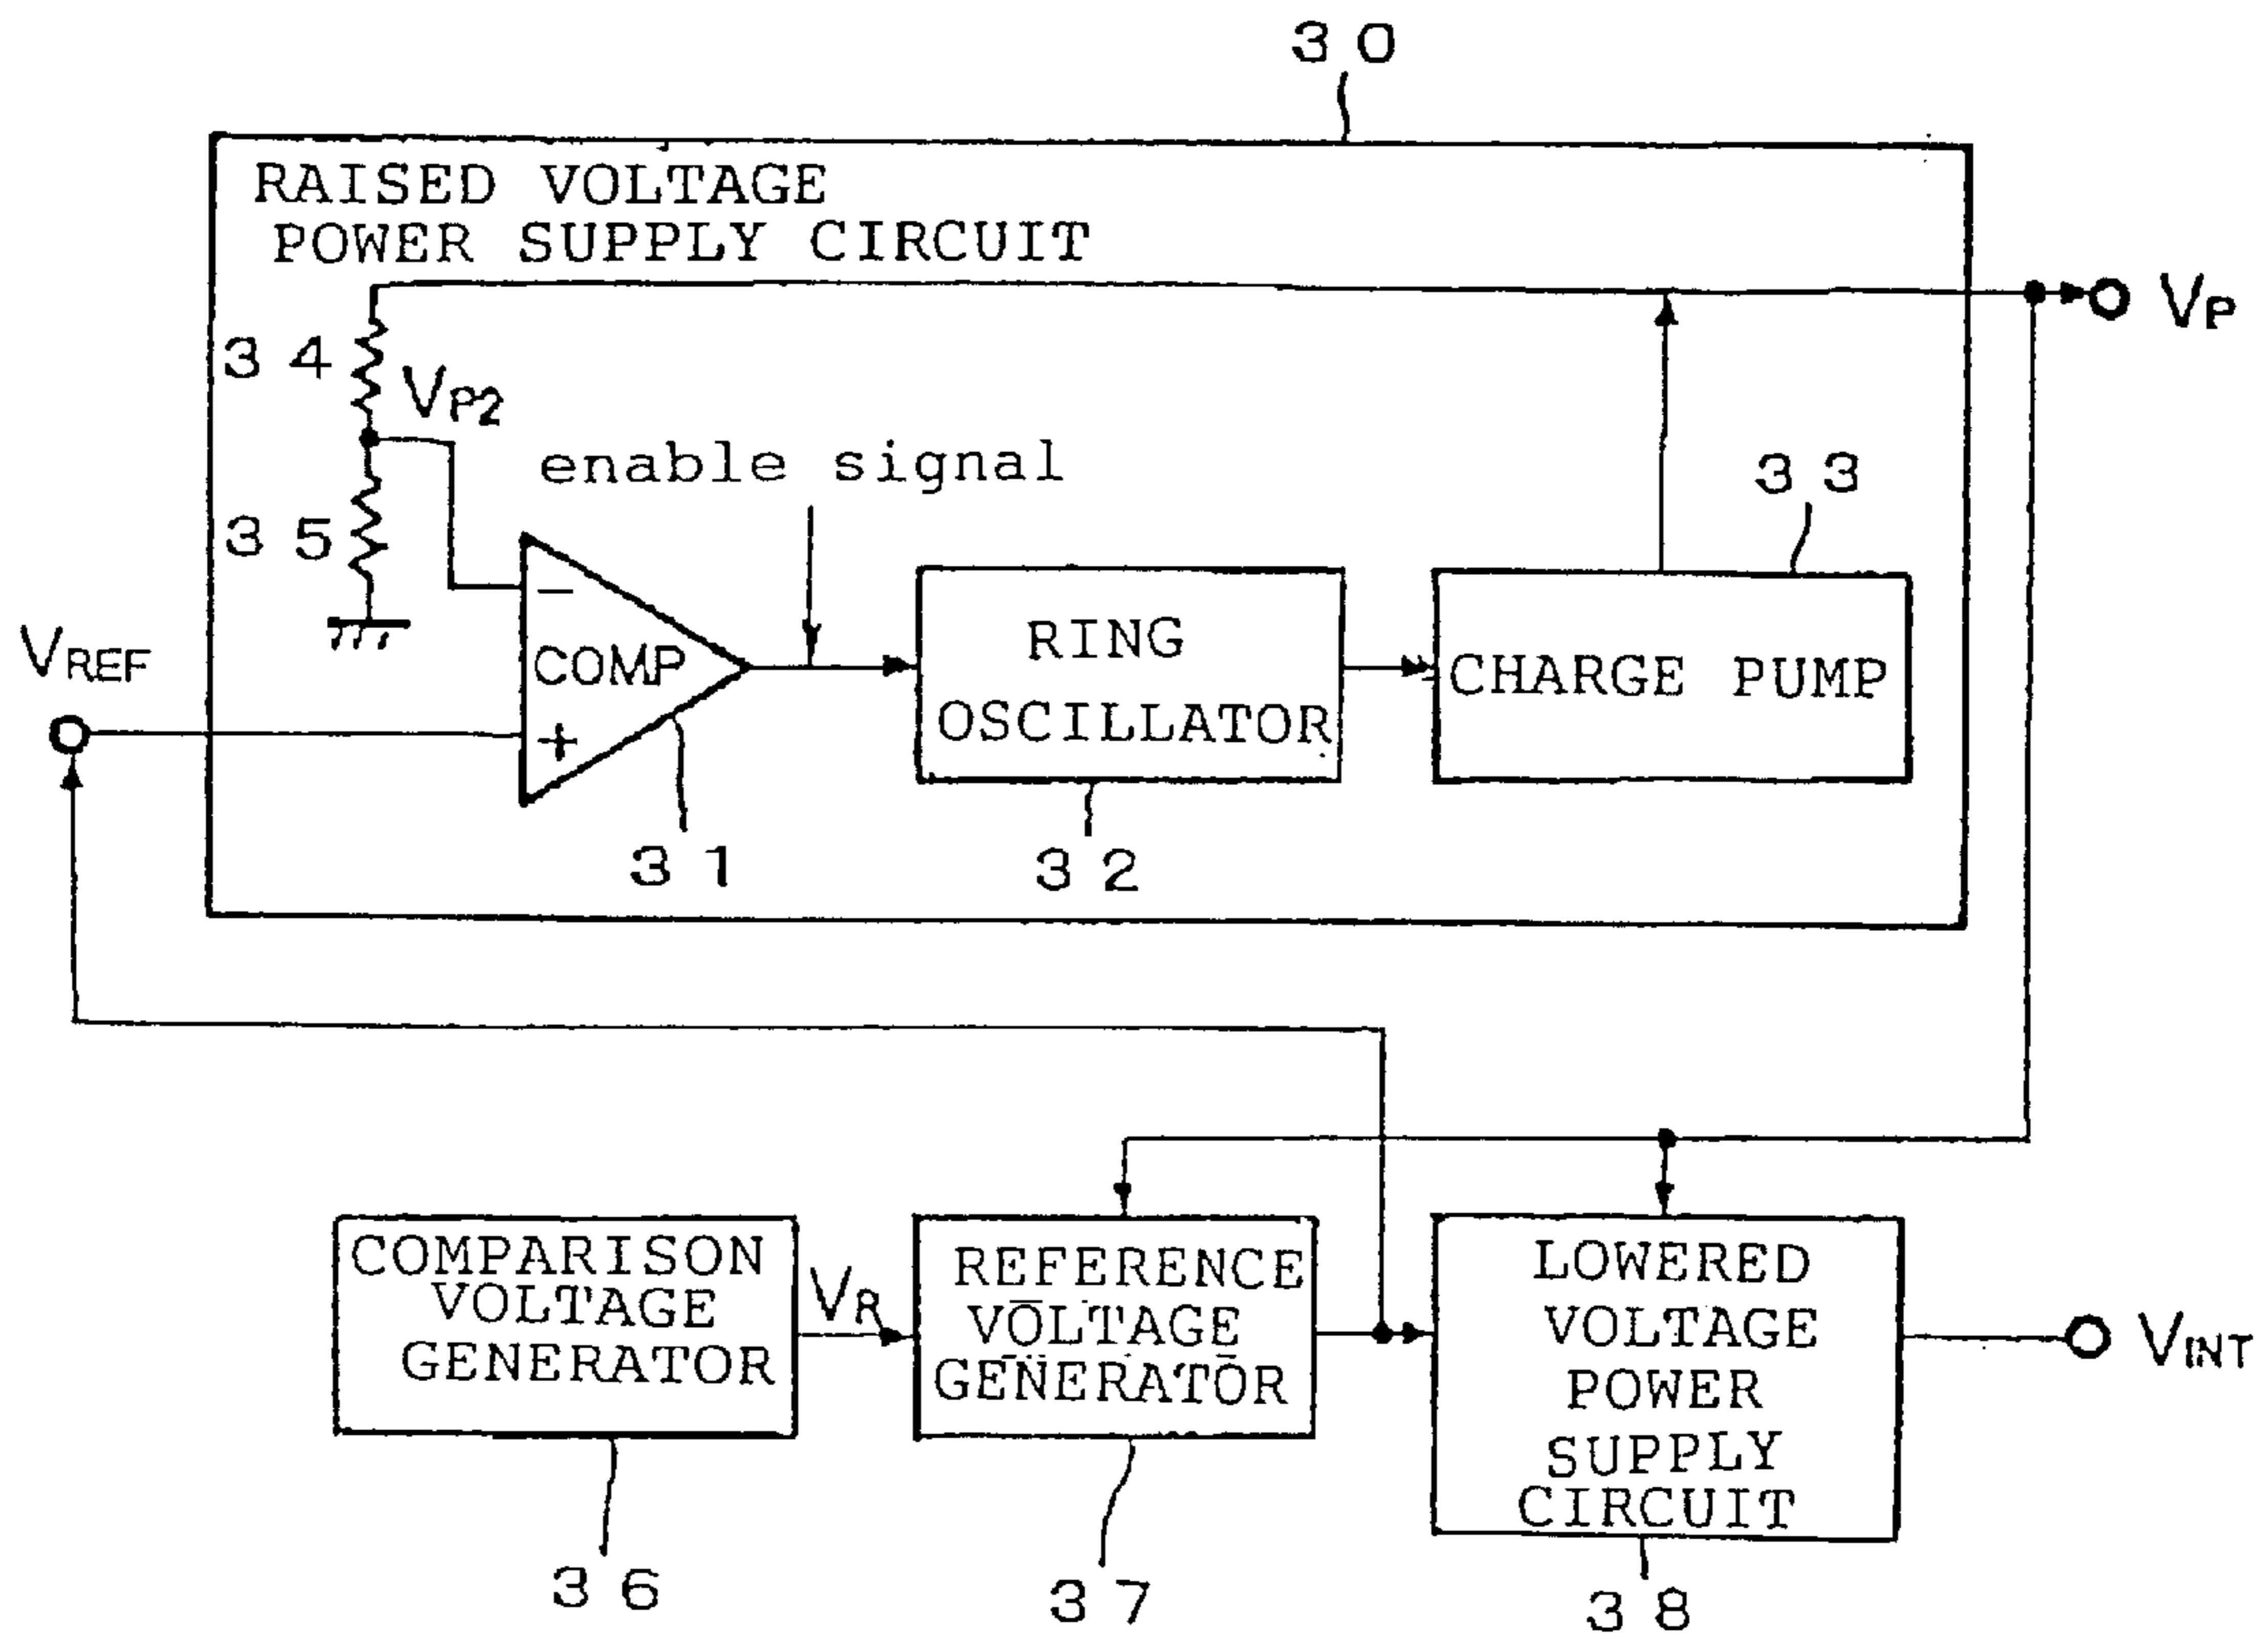 30
RAISED VOLTAGE
POWER SUPPLY CIRCUIT
VP
34
VP2
enable signal
33
35
−
COMP
+
RING
OSCILLATOR
CHARGE PUMP
VREF
31
32
COMPARISON
VOLTAGE
GENERATOR
VR
REFERENCE
VOLTAGE
GENERATOR
LOWERED
VOLTAGE
POWER
SUPPLY
CIRCUIT
VINT
36
37
38